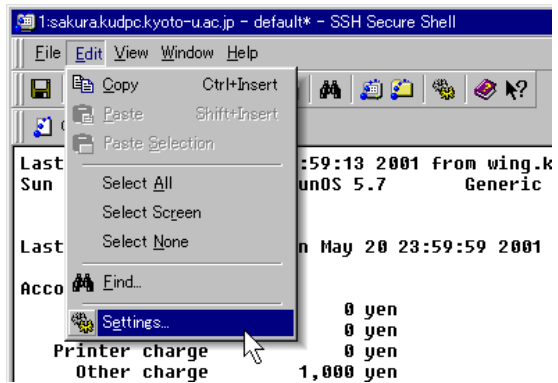 1:sakura.kudpc.kyoto-u.ac.jp - default* - SSH Secure Shell
File Edit View Window Help
Copy Ctrl+Insert
Paste Shift+Insert
Paste Selection
Select All
Select Screen
Select None
Find...
Settings...
Last :59:13 2001 from wing.k
Sun unOS 5.7 Generic
Last n May 20 23:59:59 2001
Acco
0 yen
0 yen
Printer charge 0 yen
Other charge 1,000 yen